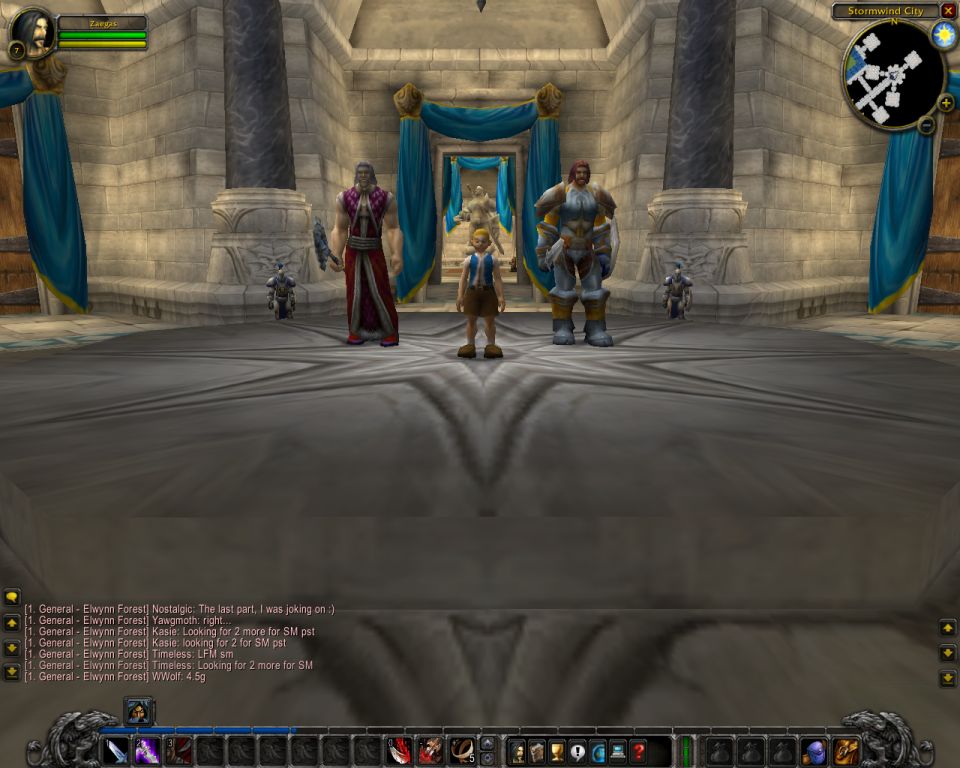 Zaegas
7
Stormwind City
N
[1. General - Elwynn Forest] Nostalgic: The last part, I was joking on :)
[1. General - Elwynn Forest] Yawgmoth: right...
[1. General - Elwynn Forest] Kasie: Looking for 2 more for SM pst
[1. General - Elwynn Forest] Kasie: looking for 2 for SM pst
[1. General - Elwynn Forest] Timeless: LFM sm
[1. General - Elwynn Forest] Timeless: Looking for 2 more for SM
[1. General - Elwynn Forest] WWolf: 4.5g
2 3 5